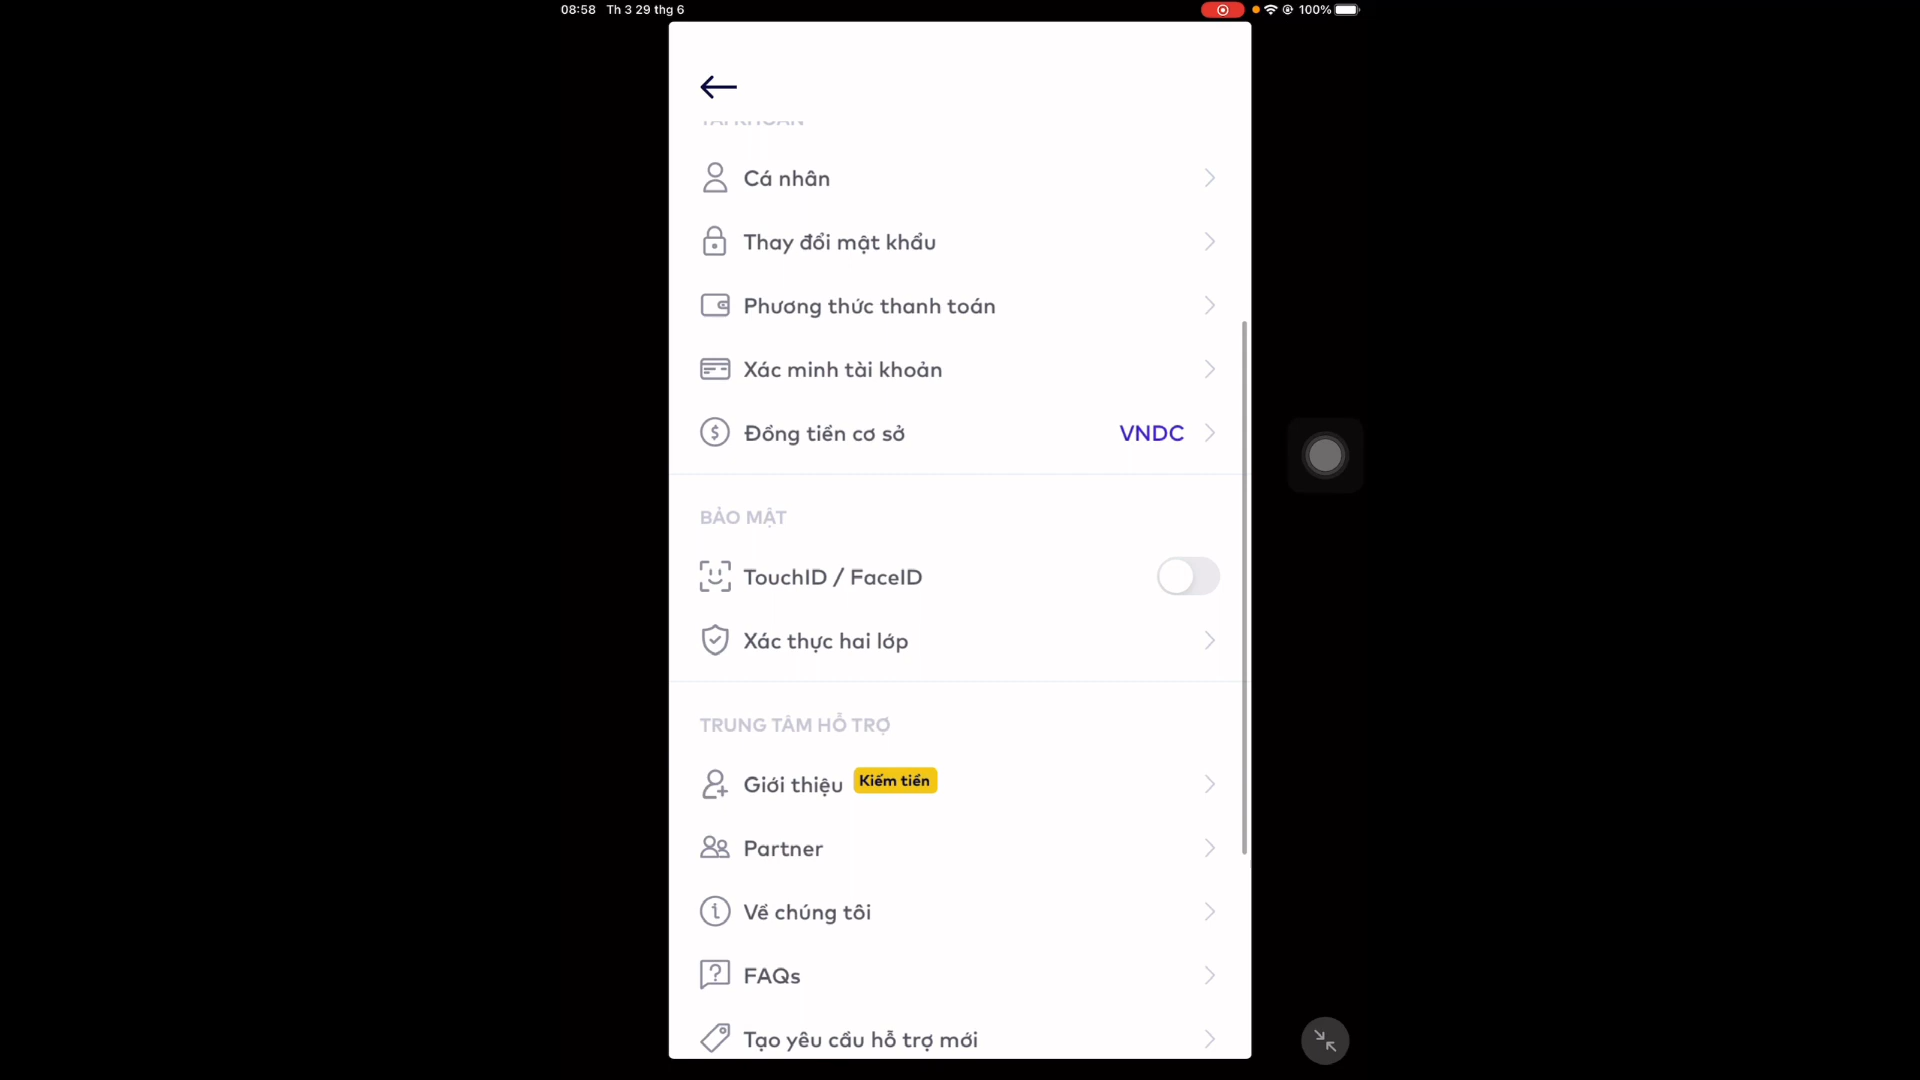 08:58 Th 3 29 thg 6
100%
TÀI KHOẢN
Cá nhân
Thay đổi mật khẩu
Phương thức thanh toán
Xác minh tài khoản
Đồng tiền cơ sở VNDC
BẢO MẬT
TouchID / FaceID
Xác thực hai lớp
TRUNG TÂM HỖ TRỢ
Giới thiệu Kiếm tiền
Partner
Về chúng tôi
FAQs
Tạo yêu cầu hỗ trợ mới